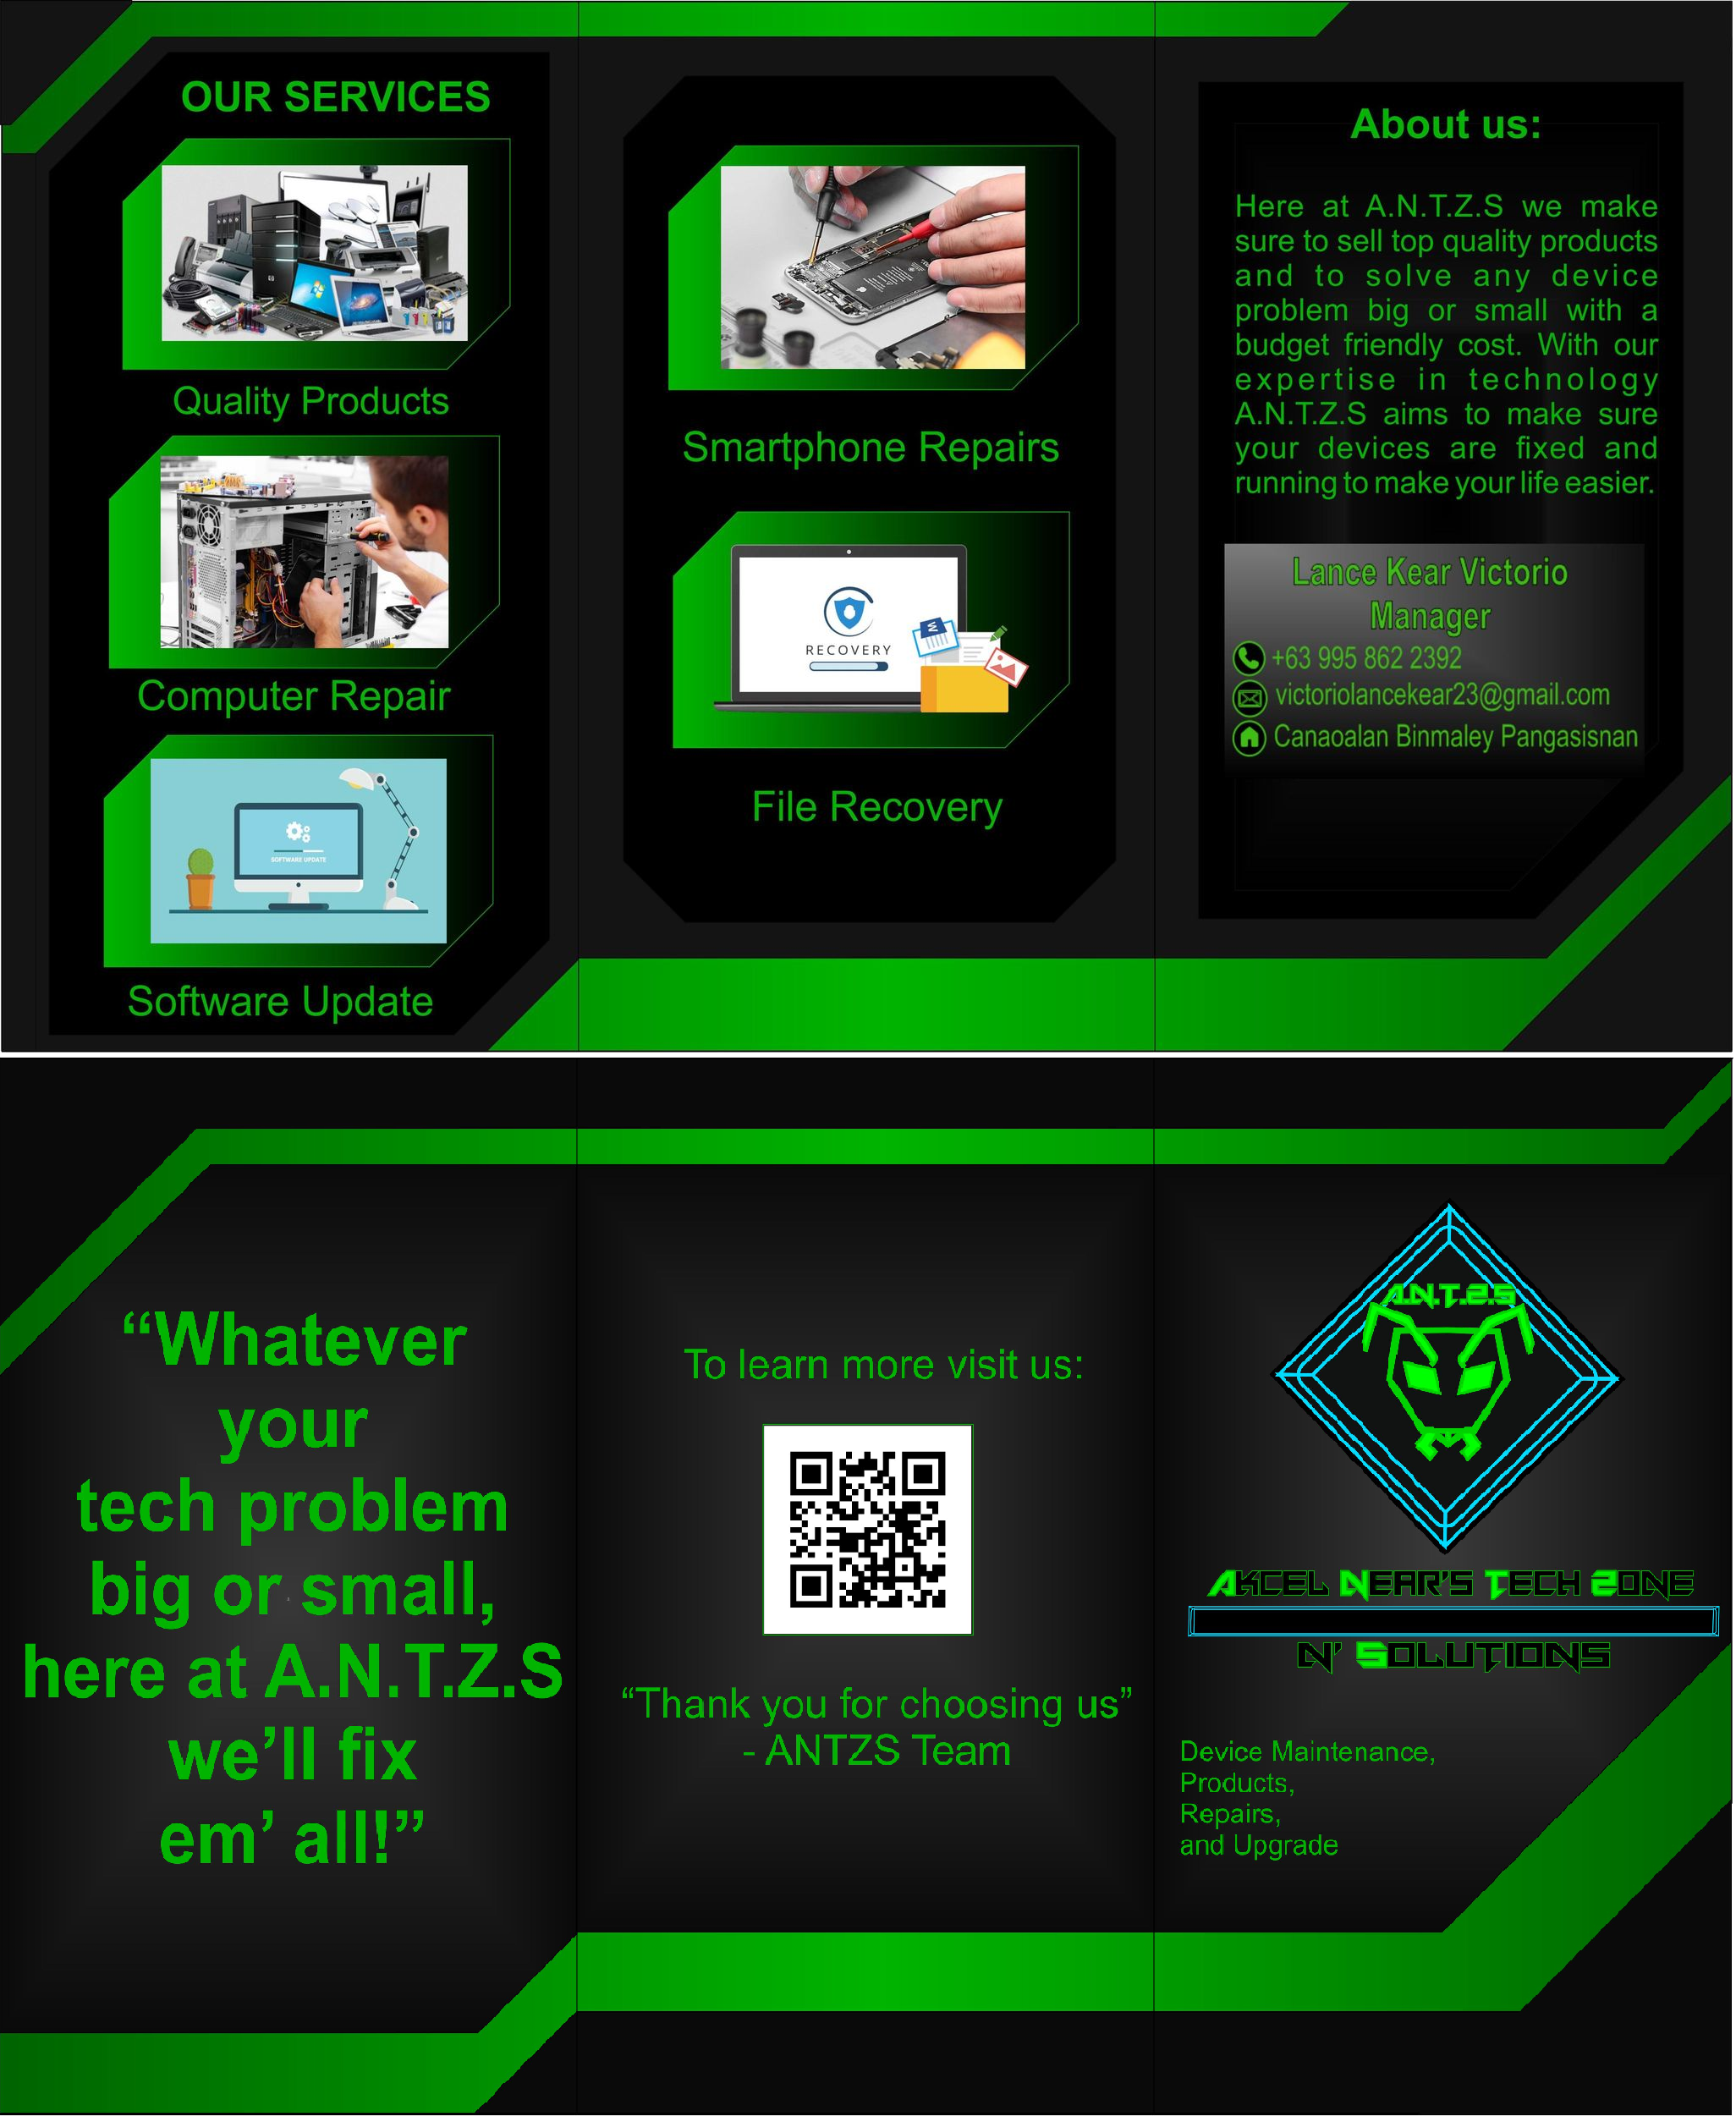 OUR SERVICES
Quality Products
Computer Repair
SOFTWARE UPDATE
Software Update
Smartphone Repairs
RECOVERY
W
File Recovery
About us:
Here at A.N.T.Z.S we make
sure to sell top quality products
and to solve any device
problem big or small with a
budget friendly cost. With our
expertise in technology
A.N.T.Z.S aims to make sure
your devices are fixed and
running to make your life easier.
Lance Kear Victorio
Manager
+63 995 862 2392
victoriolancekear23@gmail.com
Canaoalan Binmaley Pangasisnan
“Whatever
your
tech problem
big or small,
here at A.N.T.Z.S
we’ll fix
em’ all!”
To learn more visit us:
“Thank you for choosing us”
- ANTZS Team
A.N.T.Z.S
AKCEL NEAR'S TECH ZONE
N' SOLUTIONS
Device Maintenance,
Products,
Repairs,
and Upgrade